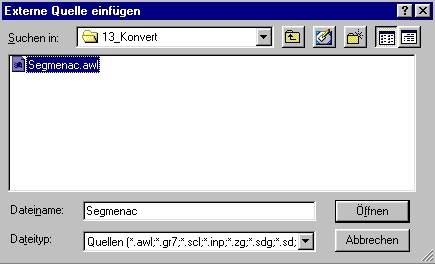 Externe Quelle einfügen
Suchen in: 13_Konvert
Segmenac.awl
Dateiname: Segmenac Öffnen
Dateityp: Quellen (*.awl;*.gr7;*.scl;*.inp;*.zg;*.sdg;*.sd; Abbrechen